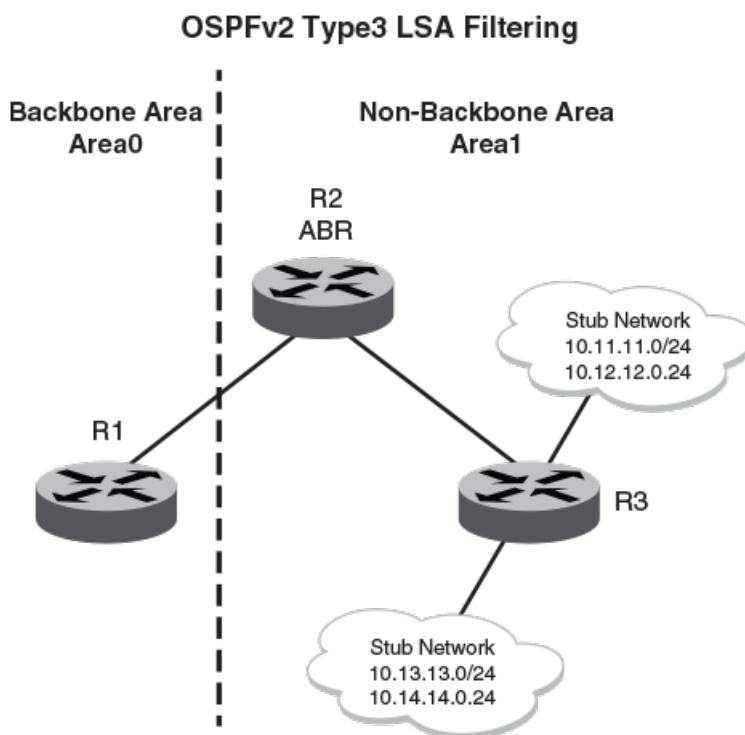 OSPFv2 Type3 LSA Filtering
Backbone Area
Area0
Non-Backbone Area
Area1
R2
ABR
Stub Network
10.11.11.0/24
10.12.12.0.24
R1
R3
Stub Network
10.13.13.0/24
10.14.14.0.24